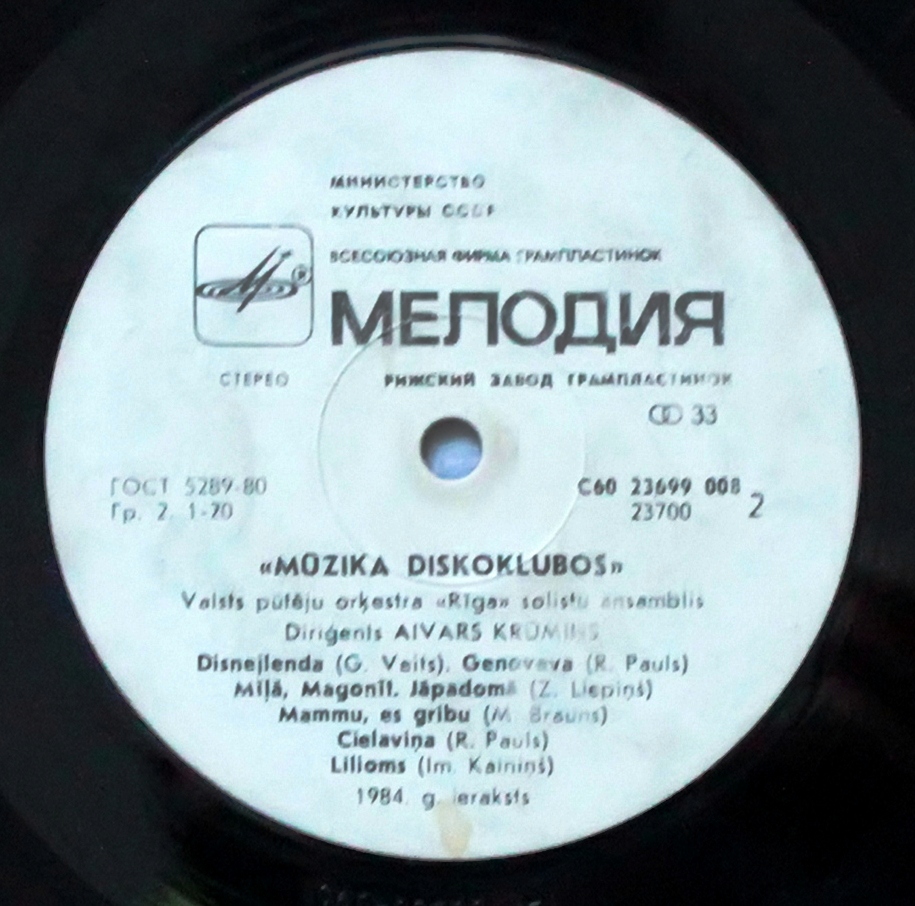 МИНИСТЕРСТВО
КУЛЬТУРЫ СССР
ВСЕСОЮЗНАЯ ФИРМА ГРАМПЛАСТИНОК
®
МЕЛОДИЯ
СТЕРЕО РИЖСКИЙ ЗАВОД ГРАМПЛАСТИНОК
33
ГОСТ 5289-80 С60 23699 008
Гр. 2. 1-20 23700 2
«MŪZIKA DISKOKLUBOS»
Valsts pūtēju orķestra «Rīga» solistu ansamblis
Diriģents AIVARS KRŪMIŅŠ
Disnejlenda (G. Veits). Genoveva (R. Pauls)
Miļā, Magonīt. Jāpadomā (Z. Liepiņš)
Mammu, es gribu (M. Brauns)
Cielaviņa (R. Pauls)
Lilioms (Im. Kalniņš)
1984. g. ieraksts